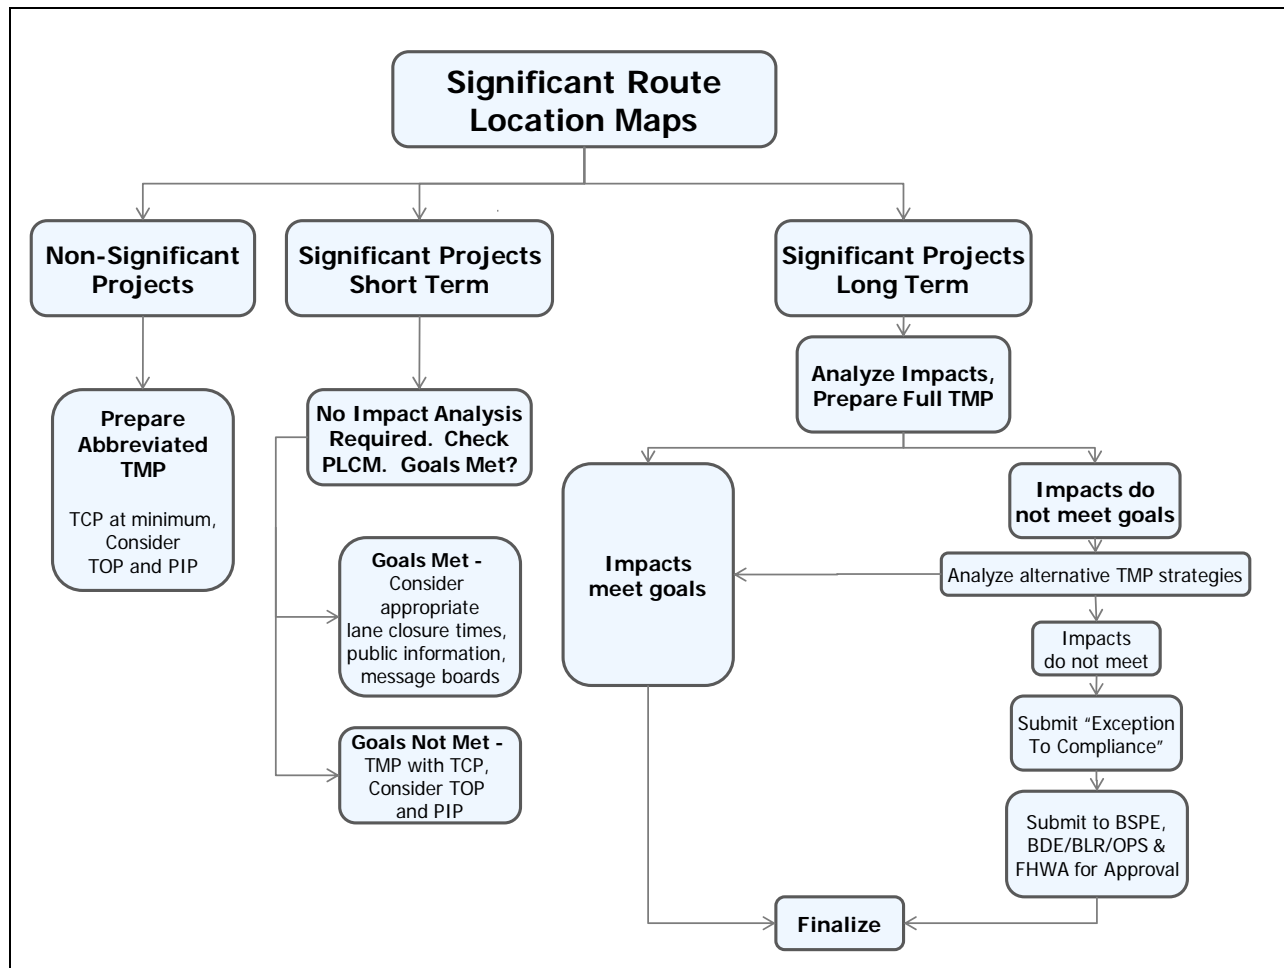 Significant Route
Location Maps
Non-Significant
Projects
Significant Projects
Short Term
Significant Projects
Long Term
Prepare
Abbreviated
TMP
TCP at minimum,
Consider
TOP and PIP
No Impact Analysis
Required. Check
PLCM. Goals Met?
Goals Met -
Consider
appropriate
lane closure times,
public information,
message boards
Goals Not Met -
TMP with TCP,
Consider TOP
and PIP
Analyze Impacts,
Prepare Full TMP
Impacts
meet goals
Impacts do
not meet goals
Analyze alternative TMP strategies
Impacts
do not meet
Submit “Exception
To Compliance”
Submit to BSPE,
BDE/BLR/OPS &
FHWA for Approval
Finalize